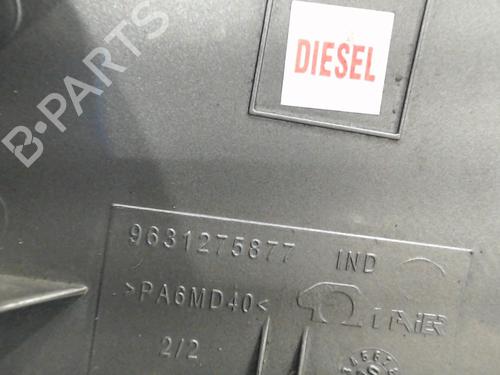 DIESEL
B-PARTS
9631275877 IND
>PA6MD40<
2/2